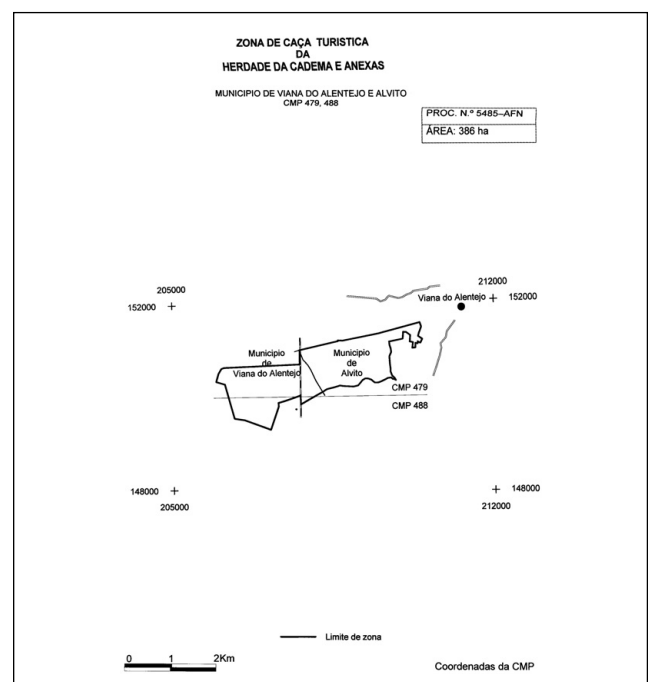 ZONA DE CAÇA TURISTICA
DA
HERDADE DA CADEMA E ANEXAS
MUNICIPIO DE VIANA DO ALENTEJO E ALVITO
CMP 479, 488
PROC. N.º 5485–AFN
ÁREA: 386 ha
205000
152000
212000
152000
Viana do Alentejo
Municipio
de
Viana do Alentejo
Municipio
de
Alvito
CMP 479
CMP 488
148000
205000
148000
212000
Limite de zona
0 1 2Km
Coordenadas da CMP